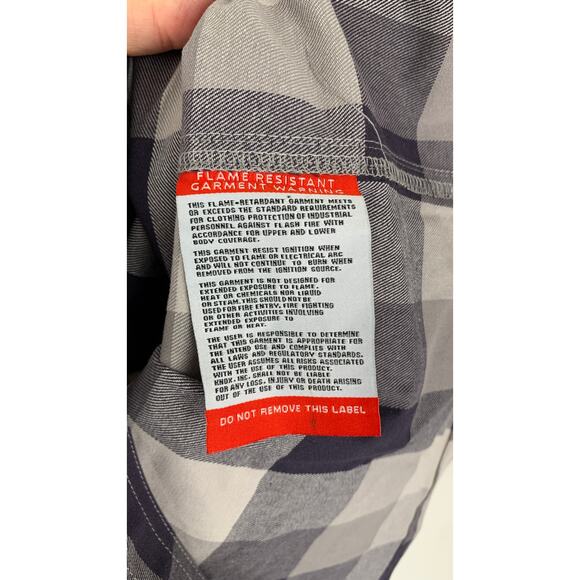 FLAME RESISTANT
GARMENT WARNING
THIS FLAME-RETARDANT GARMENT MEETS
OR EXCEEDS THE STANDARD REQUIREMENTS
FOR CLOTHING PROTECTION OF INDUSTRIAL
PERSONNEL AGAINST FLASH FIRE WITH
ACCORDANCE FOR UPPER AND LOWER
BODY COVERAGE.
THIS GARMENT RESIST IGNITION WHEN
EXPOSED TO FLAME OR ELECTRICAL ARC
AND WILL NOT CONTINUE TO BURN WHEN
REMOVED FROM THE IGNITION SOURCE.
THIS GARMENT IS NOT DESIGNED FOR
EXTENDED EXPOSURE TO FLAME.
HEAT OR CHEMICALS NOR LIQUID
OR STEAM. THIS SHOULD NOT BE
USED FOR FIRE ENTRY, FIRE FIGHTING
OR OTHER ACTIVITIES INVOLVING
EXTENDED EXPOSURE TO
FLAME OR HEAT.
THE USER IS RESPONSIBLE TO DETERMINE
THAT THIS GARMENT IS APPROPRIATE FOR
THE INTEND USE AND COMPLIES WITH
ALL LAWS AND REGULATORY STANDARDS.
THE USER ASSUMES ALL RISKS ASSOCIATED
WITH THE USE OF THIS PRODUCT.
KNOX, INC. SHALL NOT BE LIABLE
FOR ANY LOSS, INJURY OR DEATH ARISING
OUT OF THE USE OF THIS PRODUCT.
DO NOT REMOVE THIS LABEL